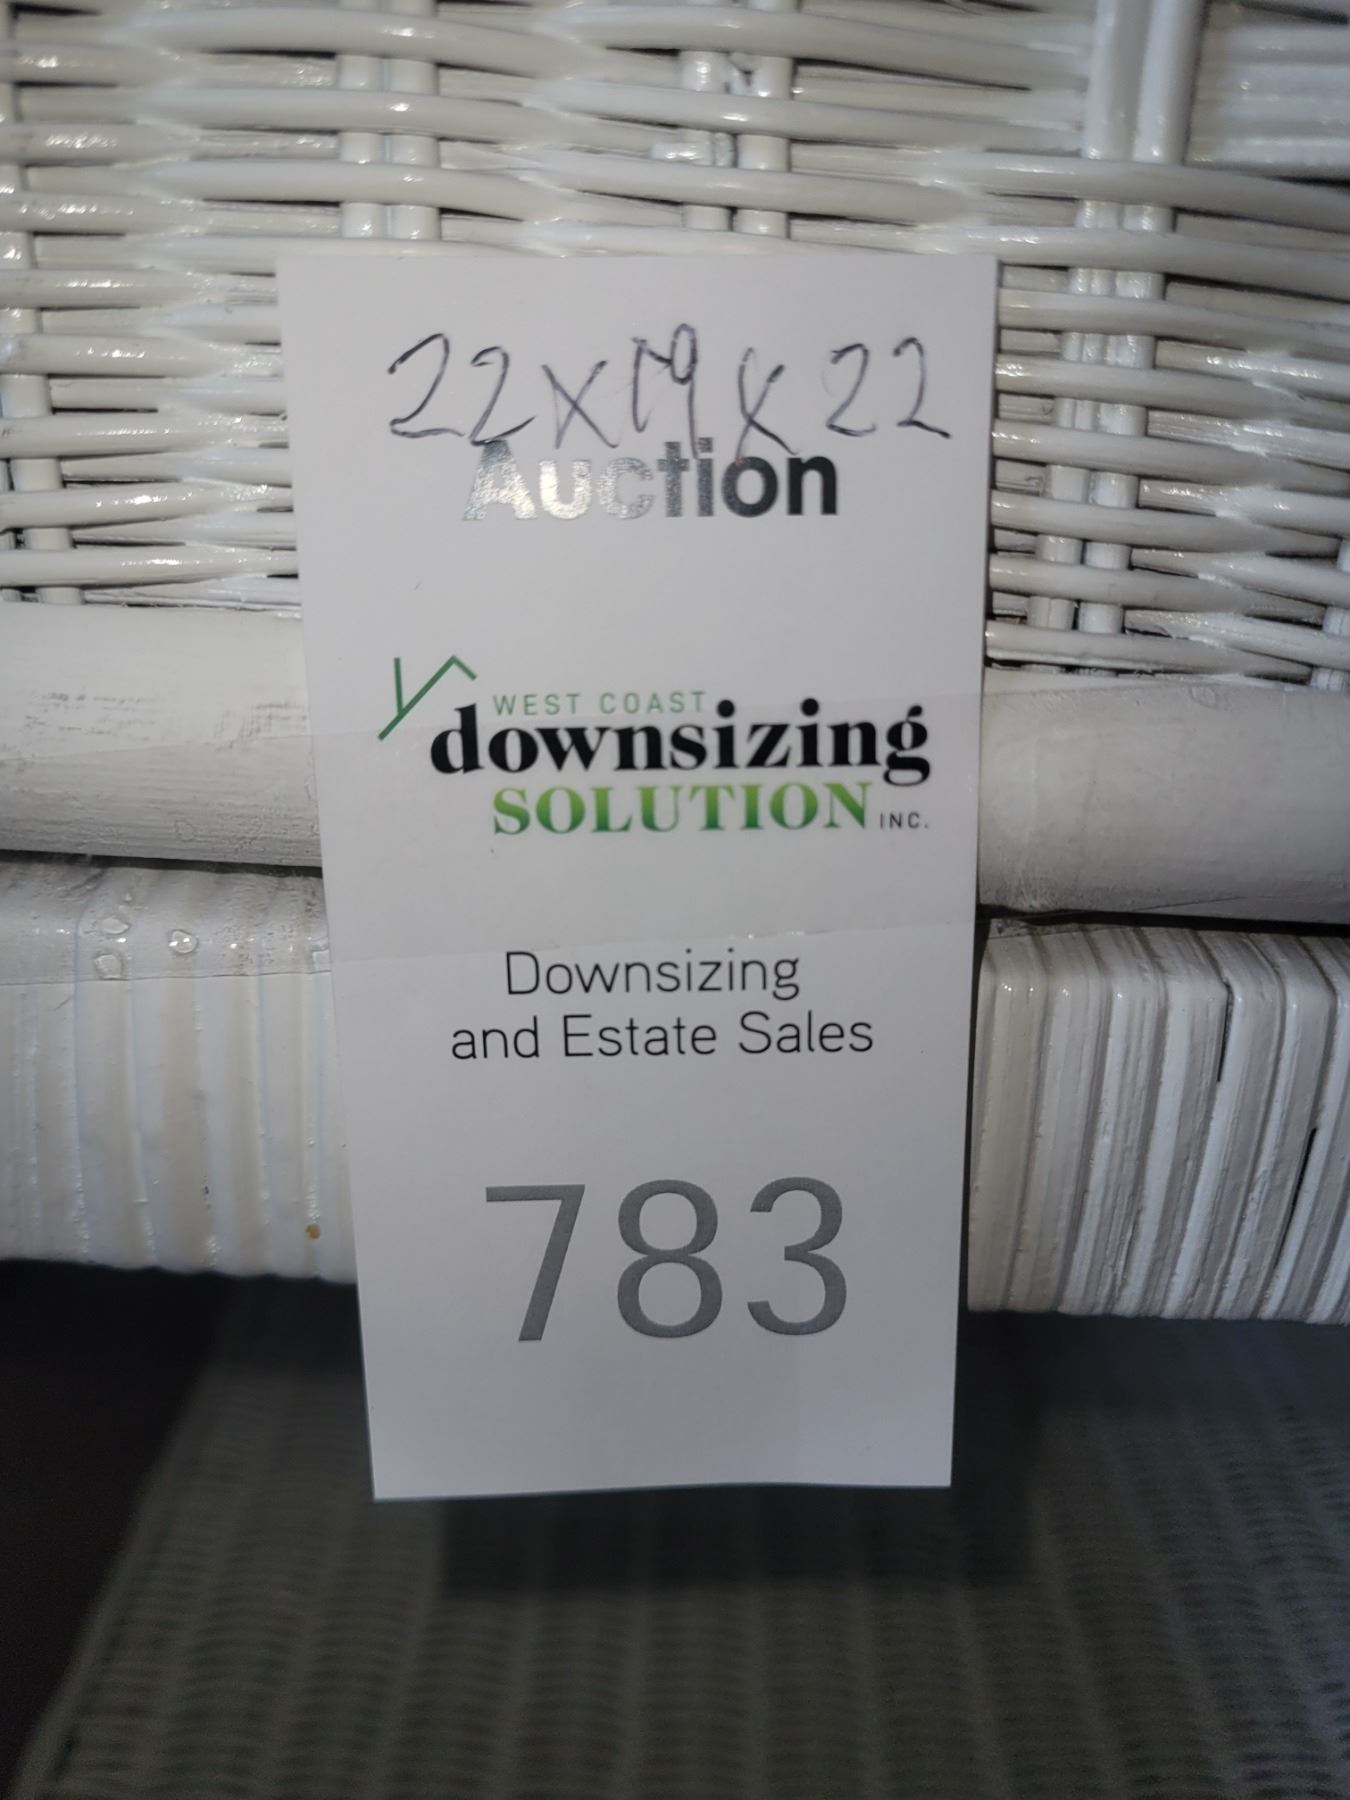 22x19x22
Auction
WEST COAST
downsizing
SOLUTION INC.
Downsizing
and Estate Sales
783